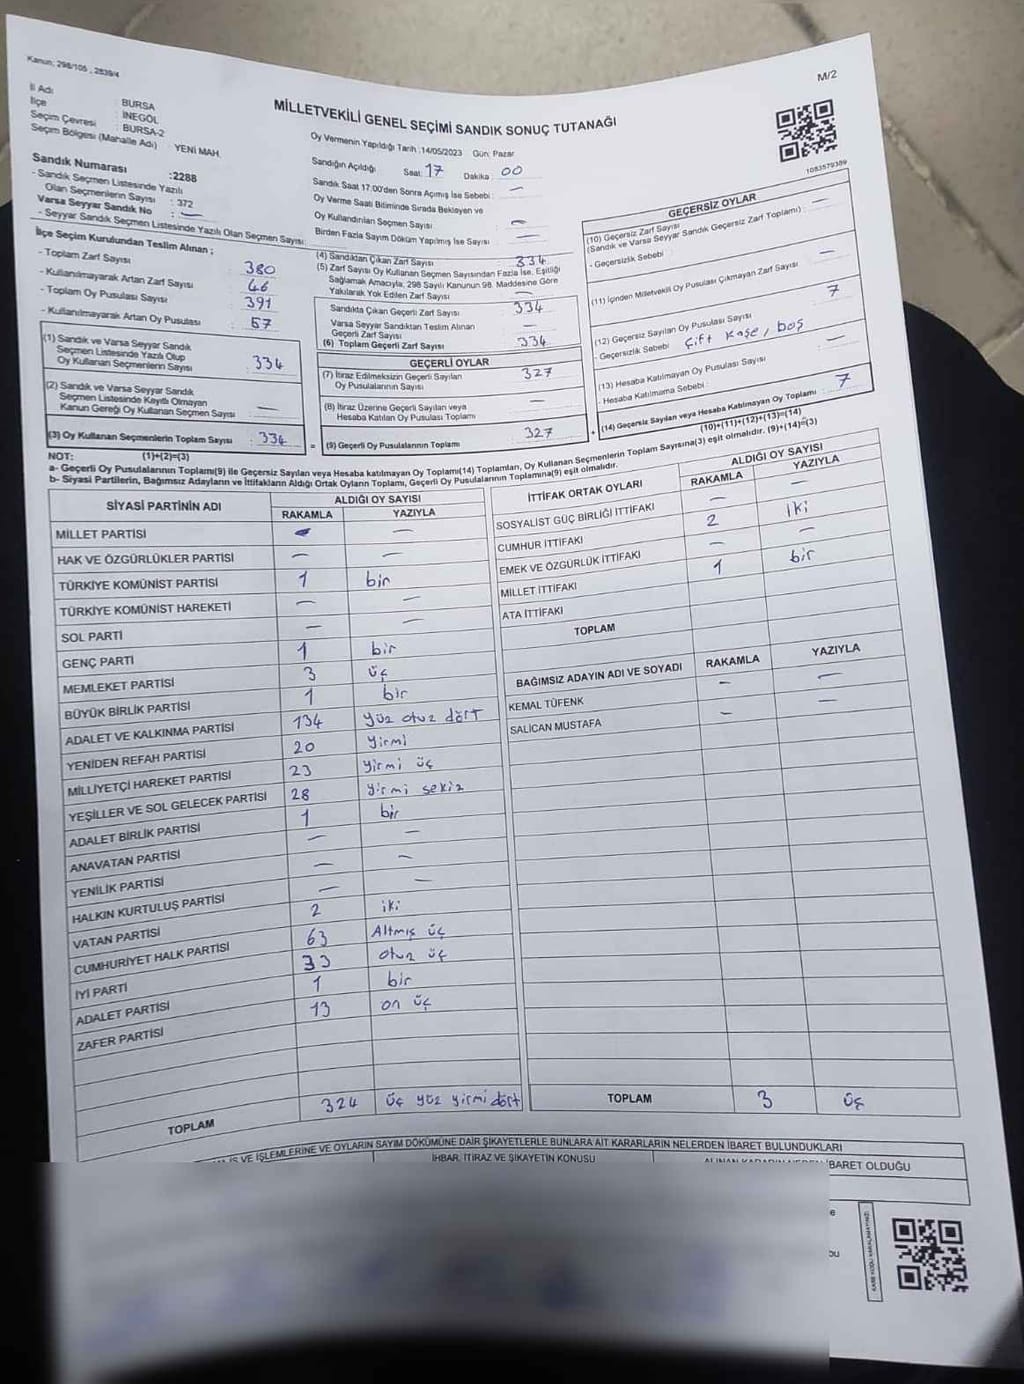 Kanun: 298/105 , 2839/4
M/2
MİLLETVEKİLİ GENEL SEÇİMİ SANDIK SONUÇ TUTANAĞI
İl Adı : BURSA
İlçe : İNEGÖL
Seçim Çevresi : BURSA-2
Seçim Bölgesi (Mahalle Adı) : YENİ MAH.
Sandık Numarası :2288
- Sandık Seçmen Listesinde Yazılı
Olan Seçmenlerin Sayısı : 372
Varsa Seyyar Sandık No : —
- Seyyar Sandık Seçmen Listesinde Yazılı Olan Seçmen Sayısı:
Oy Vermenin Yapıldığı Tarih :14/05/2023 Gün: Pazar
Sandığın Açıldığı Saat: 17 Dakika : 00
Sandık Saat 17.00'den Sonra Açılmış İse Sebebi : —
Oy Verme Saati Bitiminde Sırada Bekleyen ve
Oy Kullandırılan Seçmen Sayısı : —
Birden Fazla Sayım Döküm Yapılmış İse Sayısı : —
1083579389
İlçe Seçim Kurulundan Teslim Alınan ;
- Toplam Zarf Sayısı : 380
- Kullanılmayarak Artan Zarf Sayısı : 46
- Toplam Oy Pusulası Sayısı : 391
- Kullanılmayarak Artan Oy Pusulası : 57
(1) Sandık ve Varsa Seyyar Sandık
Seçmen Listesinde Yazılı Olup
Oy Kullanan Seçmenlerin Sayısı : 334
(2) Sandık ve Varsa Seyyar Sandık
Seçmen Listesinde Kayıtlı Olmayan
Kanun Gereği Oy Kullanan Seçmen Sayısı : —
(3) Oy Kullanan Seçmenlerin Toplam Sayısı : 334
(1)+(2)=(3)
(4) Sandıktan Çıkan Zarf Sayısı : 334
(5) Zarf Sayısı Oy Kullanan Seçmen Sayısından Fazla İse, Eşitliği
Sağlamak Amacıyla, 298 Sayılı Kanunun 98. Maddesine Göre
Yakılarak Yok Edilen Zarf Sayısı : —
Sandıkta Çıkan Geçerli Zarf Sayısı : 334
Varsa Seyyar Sandıktan Teslim Alınan
Geçerli Zarf Sayısı : —
(6) Toplam Geçerli Zarf Sayısı : 334
GEÇERLİ OYLAR
(7) İtiraz Edilmeksizin Geçerli Sayılan
Oy Pusulalarının Sayısı : 327
(8) İtiraz Üzerine Geçerli Sayılan veya
Hesaba Katılan Oy Pusulası Toplamı : —
= (9) Geçerli Oy Pusulalarının Toplamı : 327
GEÇERSİZ OYLAR
(10) Geçersiz Zarf Sayısı
(Sandık ve Varsa Seyyar Sandık Geçersiz Zarf Toplamı) : —
- Geçersizlik Sebebi :
(11) İçinden Milletvekili Oy Pusulası Çıkmayan Zarf Sayısı : —
(12) Geçersiz Sayılan Oy Pusulası Sayısı : 7
- Geçersizlik Sebebi : çift kaşe, boş
(13) Hesaba Katılmayan Oy Pusulası Sayısı : —
- Hesaba Katılmama Sebebi :
+ (14) Geçersiz Sayılan veya Hesaba Katılmayan Oy Toplamı : 7
(10)+(11)+(12)+(13)=(14)
NOT:
a- Geçerli Oy Pusulalarının Toplamı(9) ile Geçersiz Sayılan veya Hesaba katılmayan Oy Toplamı(14) Toplamları, Oy Kullanan Seçmenlerin Toplam Sayısına(3) eşit olmalıdır. (9)+(14)=(3)
b- Siyasi Partilerin, Bağımsız Adayların ve İttifakların Aldığı Ortak Oyların Toplamı, Geçerli Oy Pusulalarının Toplamına(9) eşit olmalıdır.
SİYASİ PARTİNİN ADI ALDIĞI OY SAYISI
RAKAMLA YAZIYLA
MİLLET PARTİSİ — —
HAK VE ÖZGÜRLÜKLER PARTİSİ — —
TÜRKİYE KOMÜNİST PARTİSİ 1 bir
TÜRKİYE KOMÜNİST HAREKETİ — —
SOL PARTİ — —
GENÇ PARTİ 1 bir
MEMLEKET PARTİSİ 3 üç
BÜYÜK BİRLİK PARTİSİ 1 bir
ADALET VE KALKINMA PARTİSİ 134 yüz otuz dört
YENİDEN REFAH PARTİSİ 20 yirmi
MİLLİYETÇİ HAREKET PARTİSİ 23 yirmi üç
YEŞİLLER VE SOL GELECEK PARTİSİ 28 yirmi sekiz
ADALET BİRLİK PARTİSİ 1 bir
ANAVATAN PARTİSİ — —
YENİLİK PARTİSİ — —
HALKIN KURTULUŞ PARTİSİ — —
VATAN PARTİSİ 2 iki
CUMHURİYET HALK PARTİSİ 63 Altmış üç
İYİ PARTİ 33 otuz üç
ADALET PARTİSİ 1 bir
ZAFER PARTİSİ 13 on üç
TOPLAM 324 üç yüz yirmi dört
İTTİFAK ORTAK OYLARI ALDIĞI OY SAYISI
RAKAMLA YAZIYLA
SOSYALİST GÜÇ BİRLİĞİ İTTİFAKI — —
CUMHUR İTTİFAKI 2 iki
EMEK VE ÖZGÜRLÜK İTTİFAKI — —
MİLLET İTTİFAKI 1 bir
ATA İTTİFAKI
TOPLAM
BAĞIMSIZ ADAYIN ADI VE SOYADI RAKAMLA YAZIYLA
KEMAL TÜFENK — —
SALİCAN MUSTAFA — —
TOPLAM 3 üç
İŞ VE İŞLEMLERİNE VE OYLARIN SAYIM DÖKÜMÜNE DAİR ŞİKAYETLERLE BUNLARA AİT KARARLARIN NELERDEN İBARET BULUNDUKLARI
İHBAR, İTİRAZ VE ŞİKAYETİN KONUSU
İBARET OLDUĞU